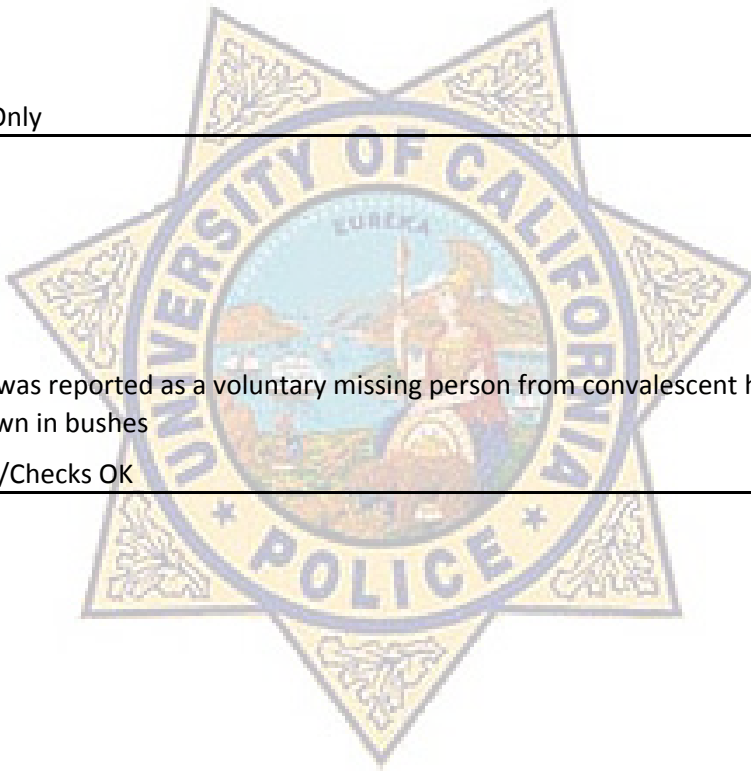 Only
UNIVERSITY OF CALIFORNIA
EUREKA
was reported as a voluntary missing person from convalescent h
wn in bushes
/Checks OK
* POLICE *